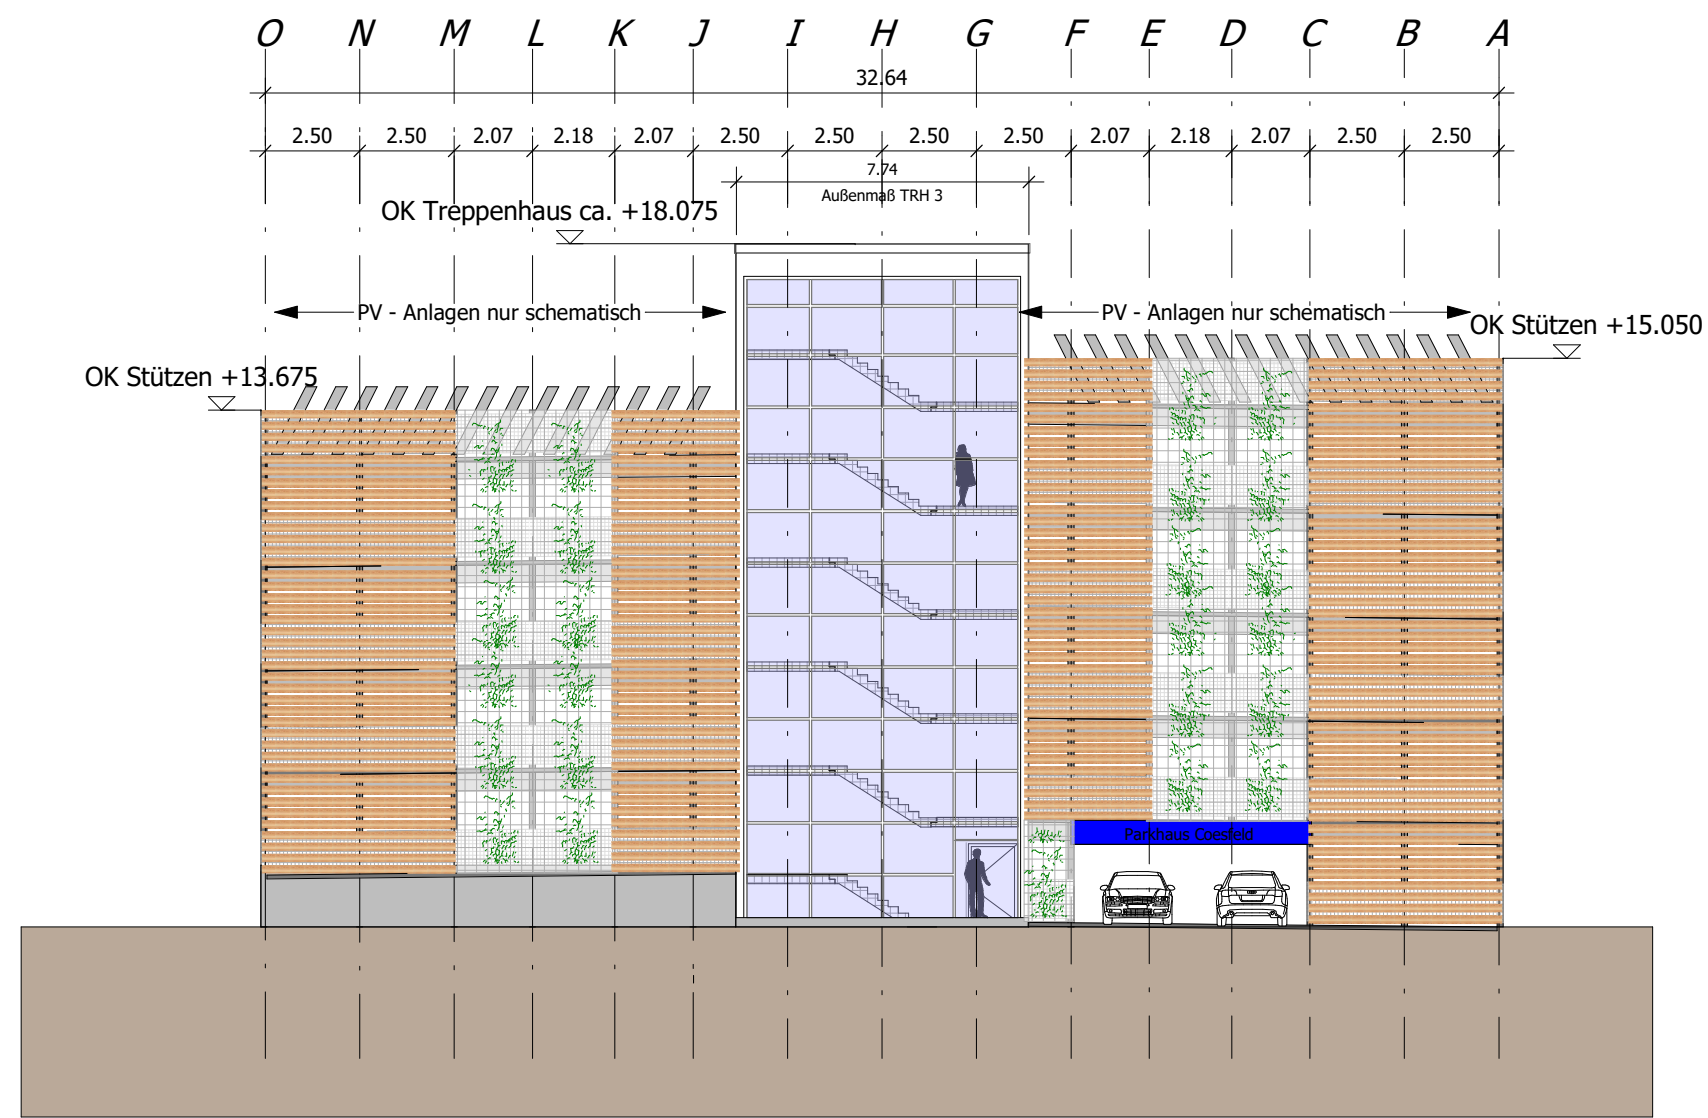 O N M L K J I H G F E D C B A
32.64
2.50 2.50 2.07 2.18 2.07 2.50 2.50 2.50 2.50 2.07 2.18 2.07 2.50 2.50
7.74
Außenmaß TRH 3
OK Treppenhaus ca. +18.075
PV - Anlagen nur schematisch
PV - Anlagen nur schematisch
OK Stützen +15.050
OK Stützen +13.675
Parkhaus Coesfeld